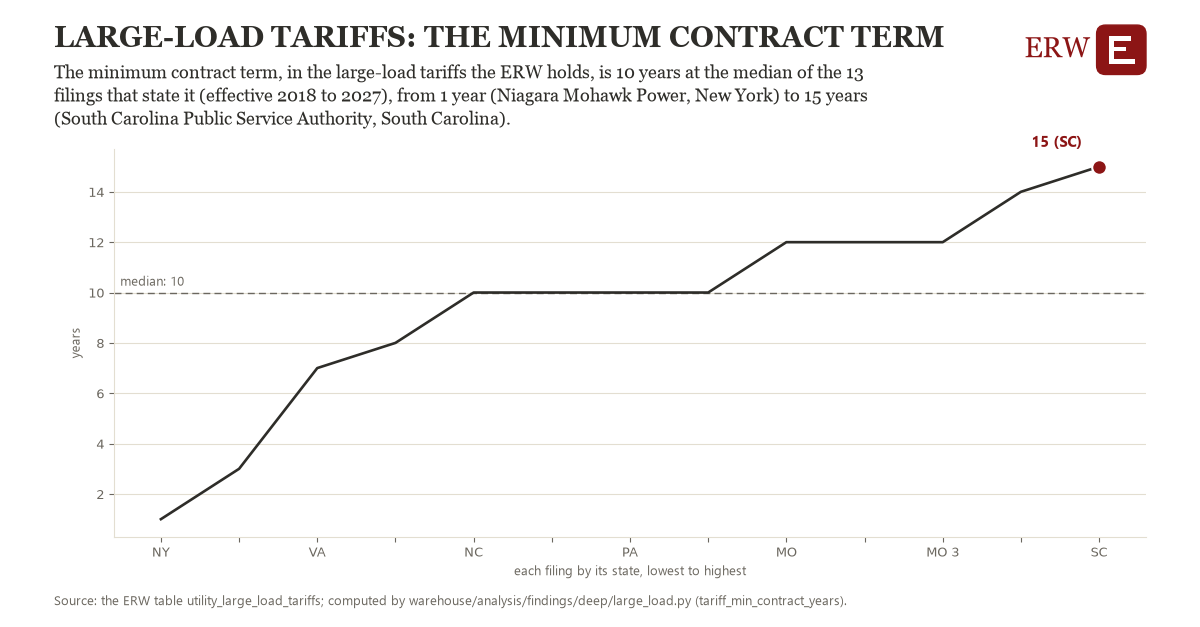 LARGE-LOAD TARIFFS: THE MINIMUM CONTRACT TERM
ERW E
The minimum contract term, in the large-load tariffs the ERW holds, is 10 years at the median of the 13
filings that state it (effective 2018 to 2027), from 1 year (Niagara Mohawk Power, New York) to 15 years
(South Carolina Public Service Authority, South Carolina).
15 (SC)
14
12
median: 10
10
8
years
6
4
2
NY VA NC PA MO MO 3 SC
each filing by its state, lowest to highest
Source: the ERW table utility_large_load_tariffs; computed by warehouse/analysis/findings/deep/large_load.py (tariff_min_contract_years).